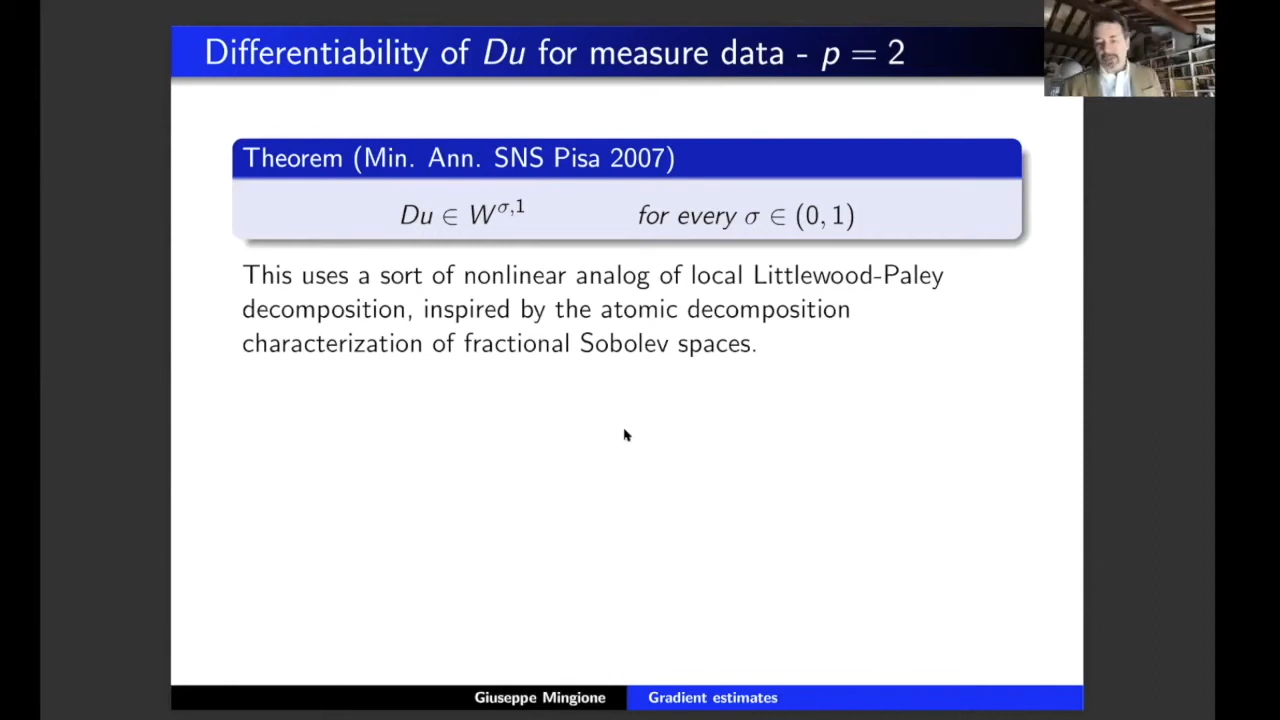 Differentiability of Du for measure data - p = 2
Theorem (Min. Ann. SNS Pisa 2007)
Du ∈ W^{σ,1} for every σ ∈ (0, 1)
This uses a sort of nonlinear analog of local Littlewood-Paley
decomposition, inspired by the atomic decomposition
characterization of fractional Sobolev spaces.
Giuseppe Mingione Gradient estimates